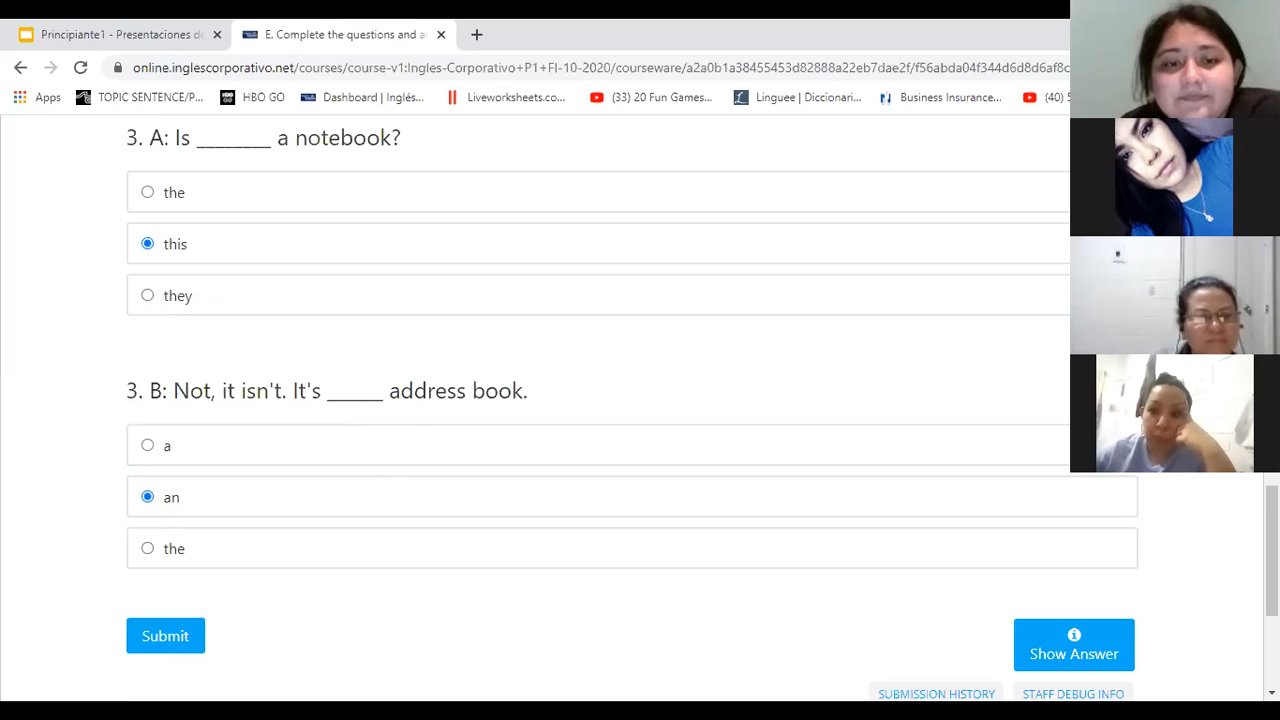 Principiante1 - Presentaciones de
E. Complete the questions and a
online.inglescorporativo.net/courses/course-v1:Ingles-Corporativo+P1+FI-10-2020/courseware/a2a0b1a38455453d82888a22eb7dae2f/f56abda04f344d6d8d6af8c
Apps
TOPIC SENTENCE/P...
HBO GO
Dashboard | Inglés...
Liveworksheets.co...
(33) 20 Fun Games...
Linguee | Diccionari...
Business Insurance...
(40) 5
3. A: Is ________ a notebook?
the
this
they
3. B: Not, it isn't. It's ______ address book.
a
an
the
Submit
Show Answer
SUBMISSION HISTORY
STAFF DEBUG INFO